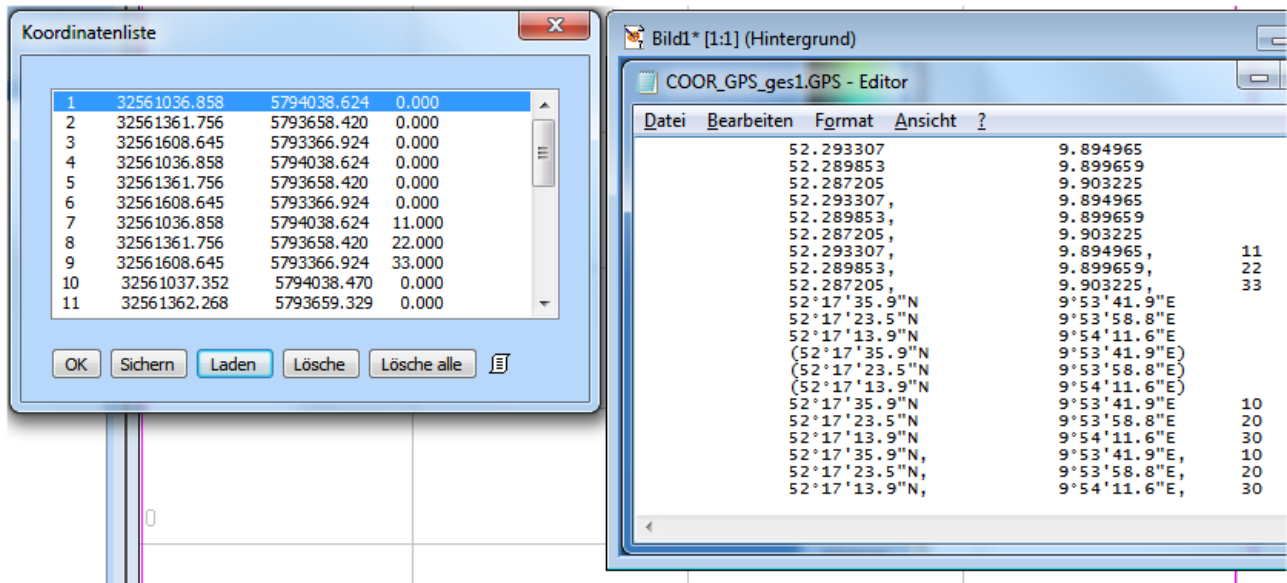 Koordinatenliste
1 32561036.858 5794038.624 0.000
2 32561361.756 5793658.420 0.000
3 32561608.645 5793366.924 0.000
4 32561036.858 5794038.624 0.000
5 32561361.756 5793658.420 0.000
6 32561608.645 5793366.924 0.000
7 32561036.858 5794038.624 11.000
8 32561361.756 5793658.420 22.000
9 32561608.645 5793366.924 33.000
10 32561037.352 5794038.470 0.000
11 32561362.268 5793659.329 0.000
OK Sichern Laden Lösche Lösche alle
Bild1* [1:1] (Hintergrund)
COOR_GPS_ges1.GPS - Editor
Datei Bearbeiten Format Ansicht ?
52.293307 9.894965
52.289853 9.899659
52.287205 9.903225
52.293307, 9.894965
52.289853, 9.899659
52.287205, 9.903225
52.293307, 9.894965, 11
52.289853, 9.899659, 22
52.287205, 9.903225, 33
52°17'35.9"N 9°53'41.9"E
52°17'23.5"N 9°53'58.8"E
52°17'13.9"N 9°54'11.6"E
(52°17'35.9"N 9°53'41.9"E)
(52°17'23.5"N 9°53'58.8"E)
(52°17'13.9"N 9°54'11.6"E)
52°17'35.9"N 9°53'41.9"E 10
52°17'23.5"N 9°53'58.8"E 20
52°17'13.9"N 9°54'11.6"E 30
52°17'35.9"N, 9°53'41.9"E, 10
52°17'23.5"N, 9°53'58.8"E, 20
52°17'13.9"N, 9°54'11.6"E, 30